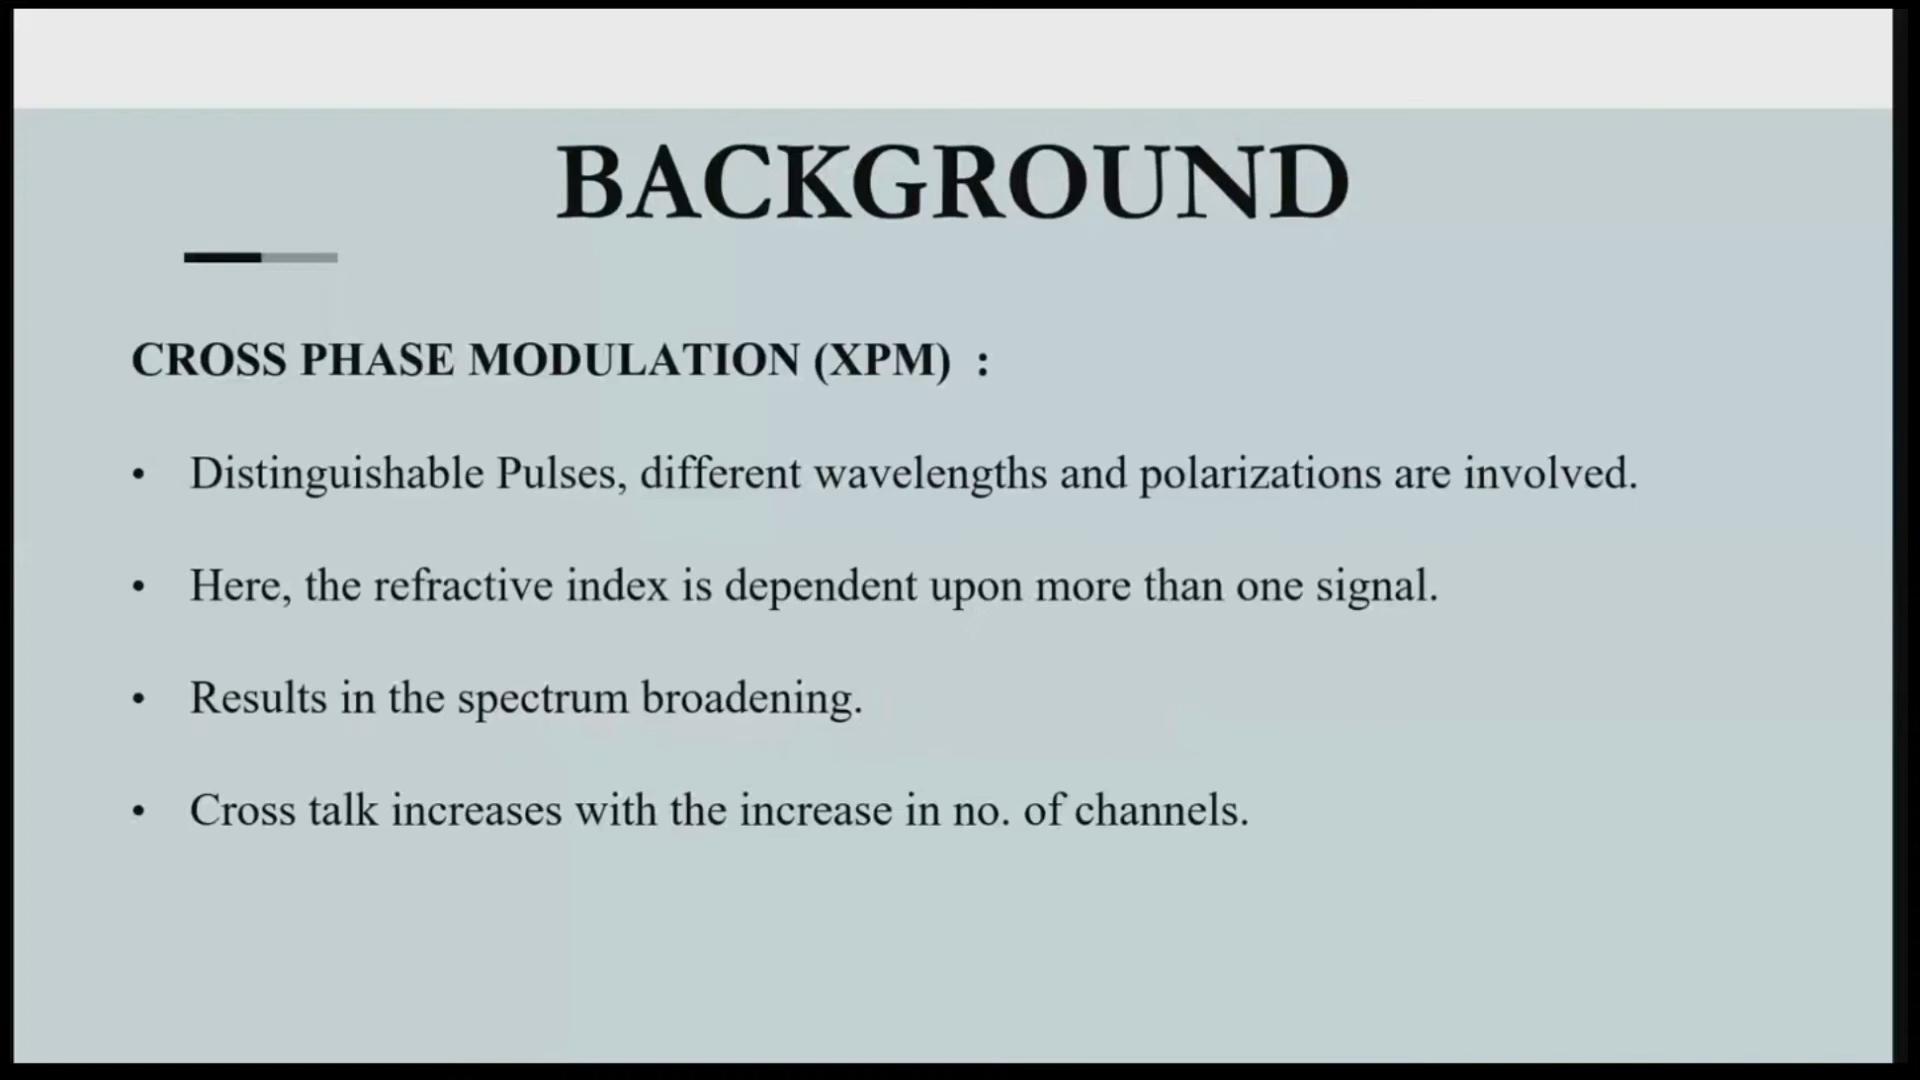 BACKGROUND
CROSS PHASE MODULATION (XPM)  :
• Distinguishable Pulses, different wavelengths and polarizations are involved.
• Here, the refractive index is dependent upon more than one signal.
• Results in the spectrum broadening.
• Cross talk increases with the increase in no. of channels.